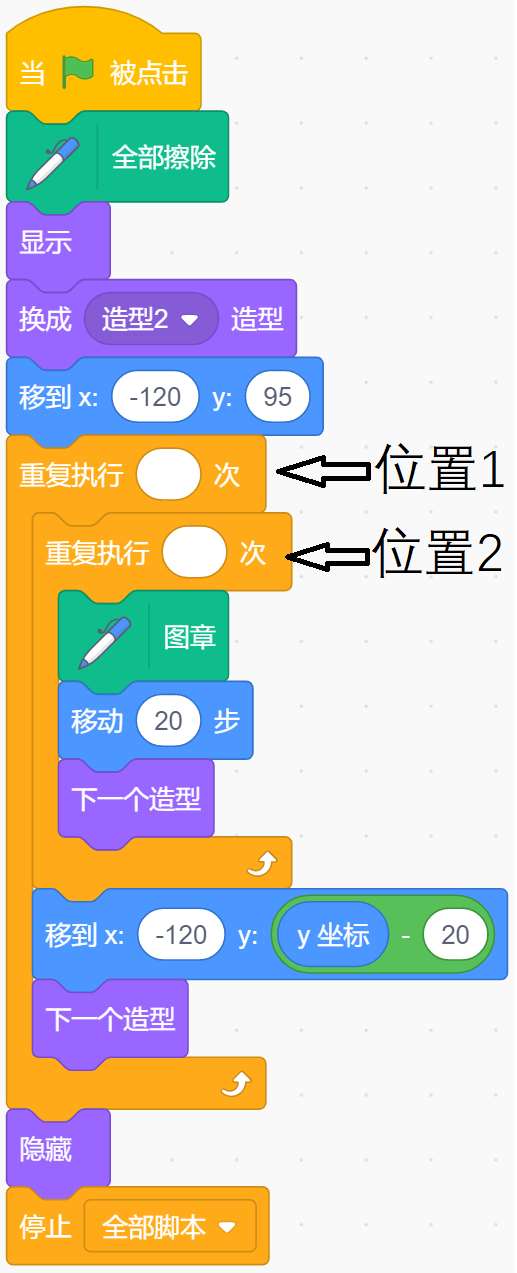 当 被点击
全部擦除
显示
换成 造型2 造型
移到 x: -120 y: 95
重复执行 次 位置1
重复执行 次 位置2
图章
移动 20 步
下一个造型
移到 x: -120 y: y 坐标 - 20
下一个造型
隐藏
停止 全部脚本